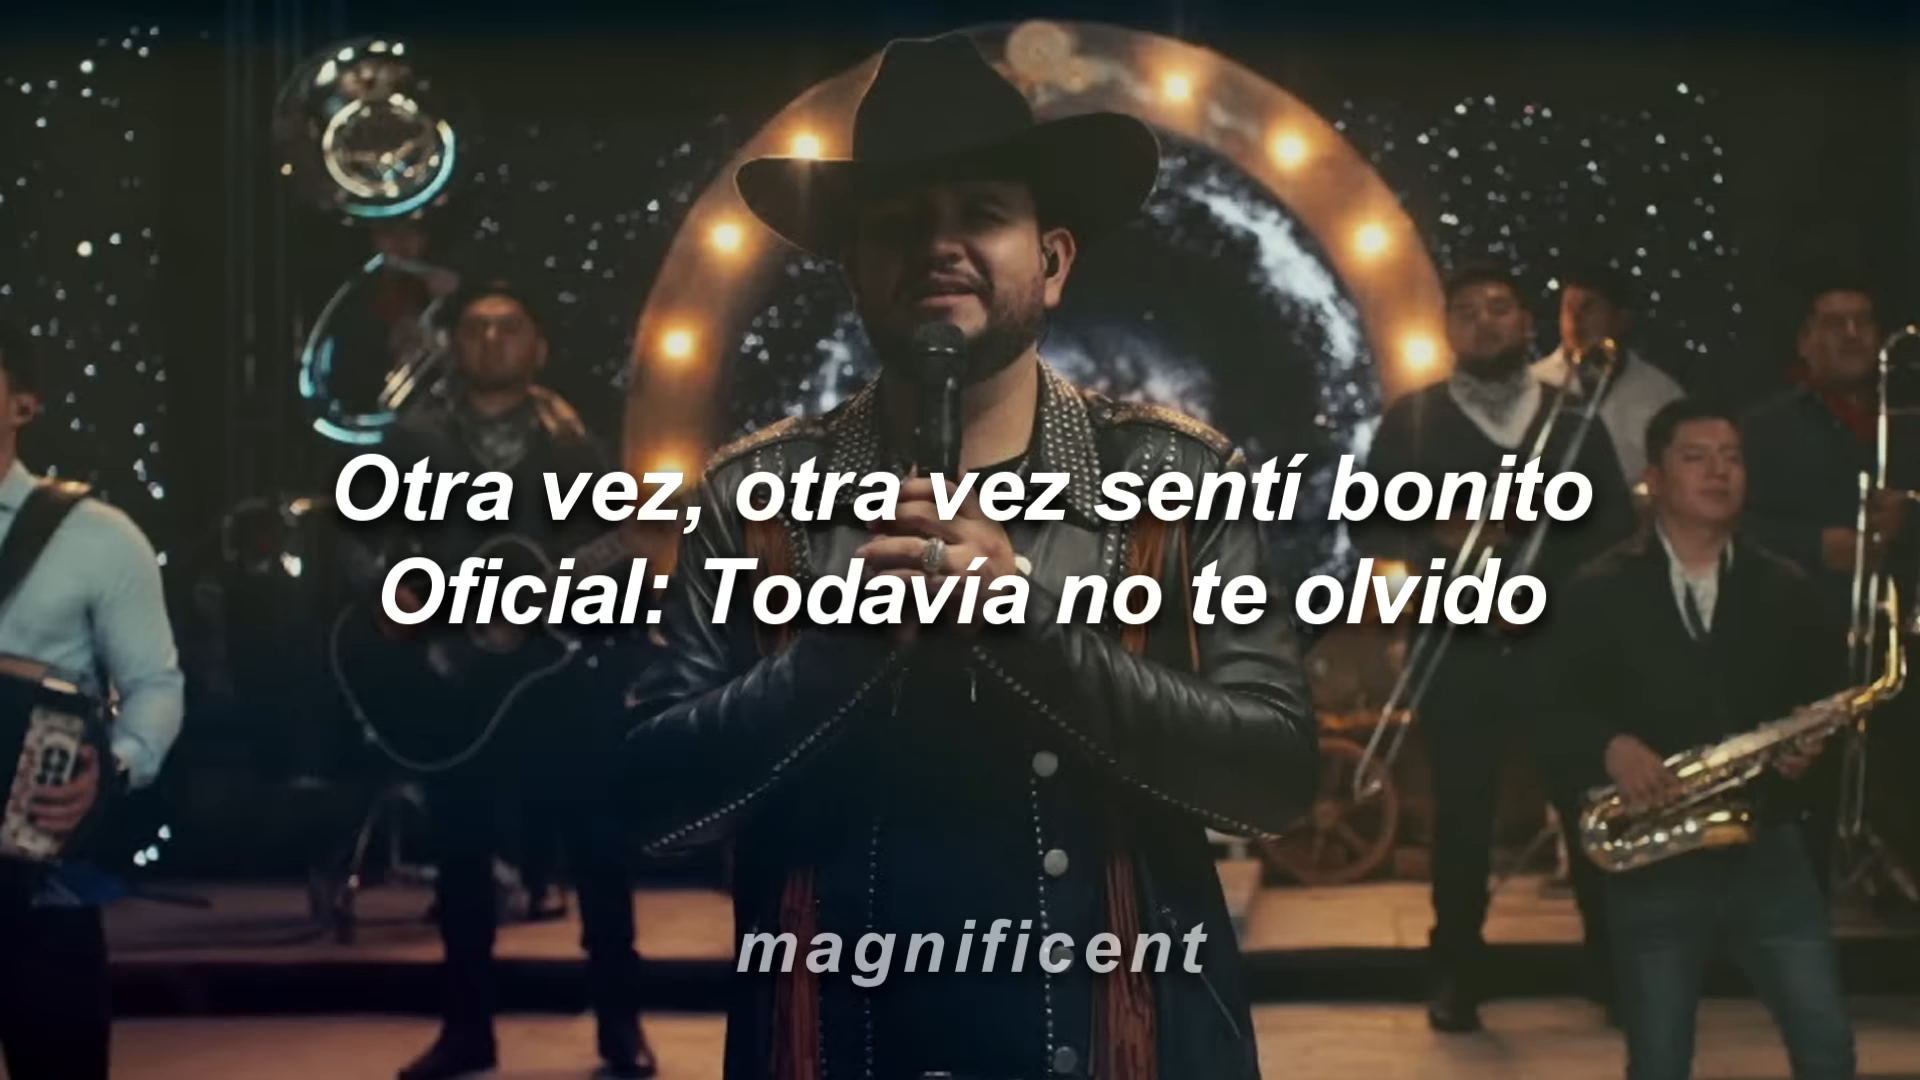 Otra vez, otra vez sentí bonito
Oficial: Todavía no te olvido
magnificent